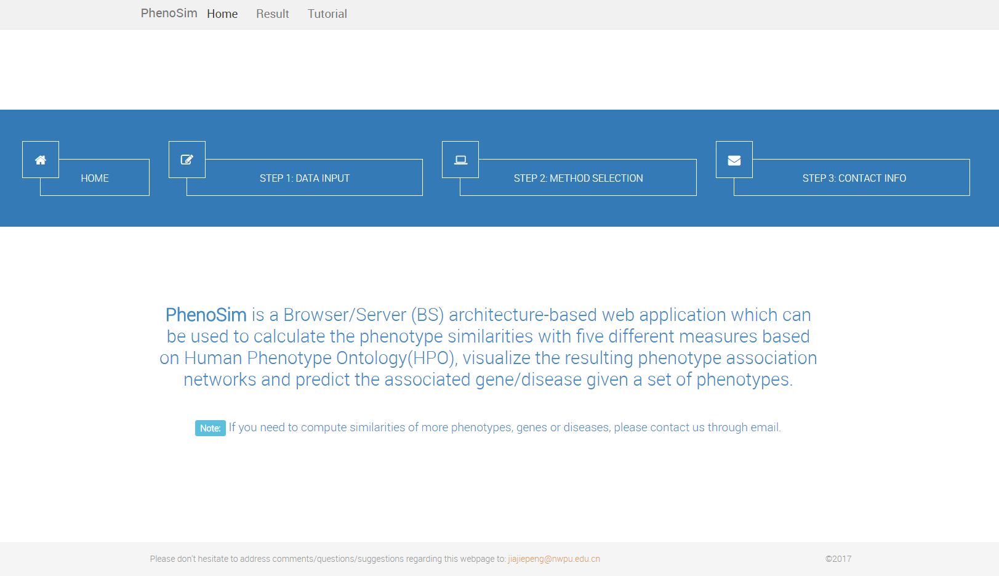 PhenoSim Home Result Tutorial
HOME
STEP 1: DATA INPUT
STEP 2: METHOD SELECTION
STEP 3: CONTACT INFO
PhenoSim is a Browser/Server (BS) architecture-based web application which can
be used to calculate the phenotype similarities with five different measures based
on Human Phenotype Ontology(HPO), visualize the resulting phenotype association
networks and predict the associated gene/disease given a set of phenotypes.
Note: If you need to compute similarities of more phenotypes, genes or diseases, please contact us through email.
Please don't hesitate to address comments/questions/suggestions regarding this webpage to: jiajiepeng@nwpu.edu.cn
©2017